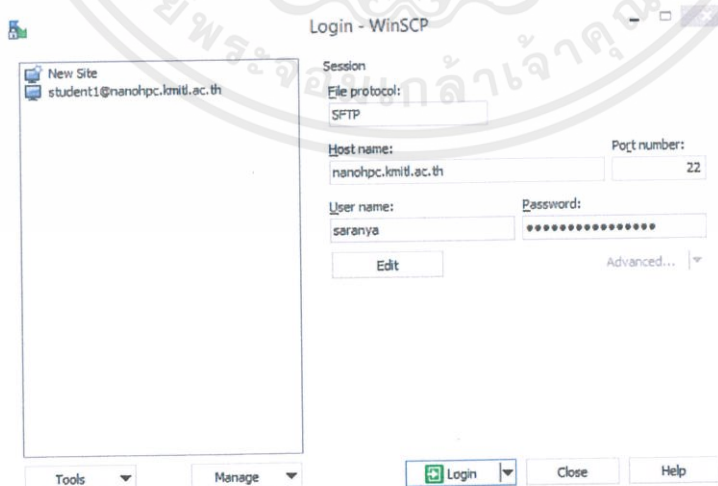 Login - WinSCP
New Site
student1@nanohpc.kmitl.ac.th
Session
File protocol:
SFTP
Host name:
Port number:
nanohpc.kmitl.ac.th
22
User name:
Password:
saranya
••••••••••••••••
Edit
Advanced...
Tools
Manage
Login
Close
Help